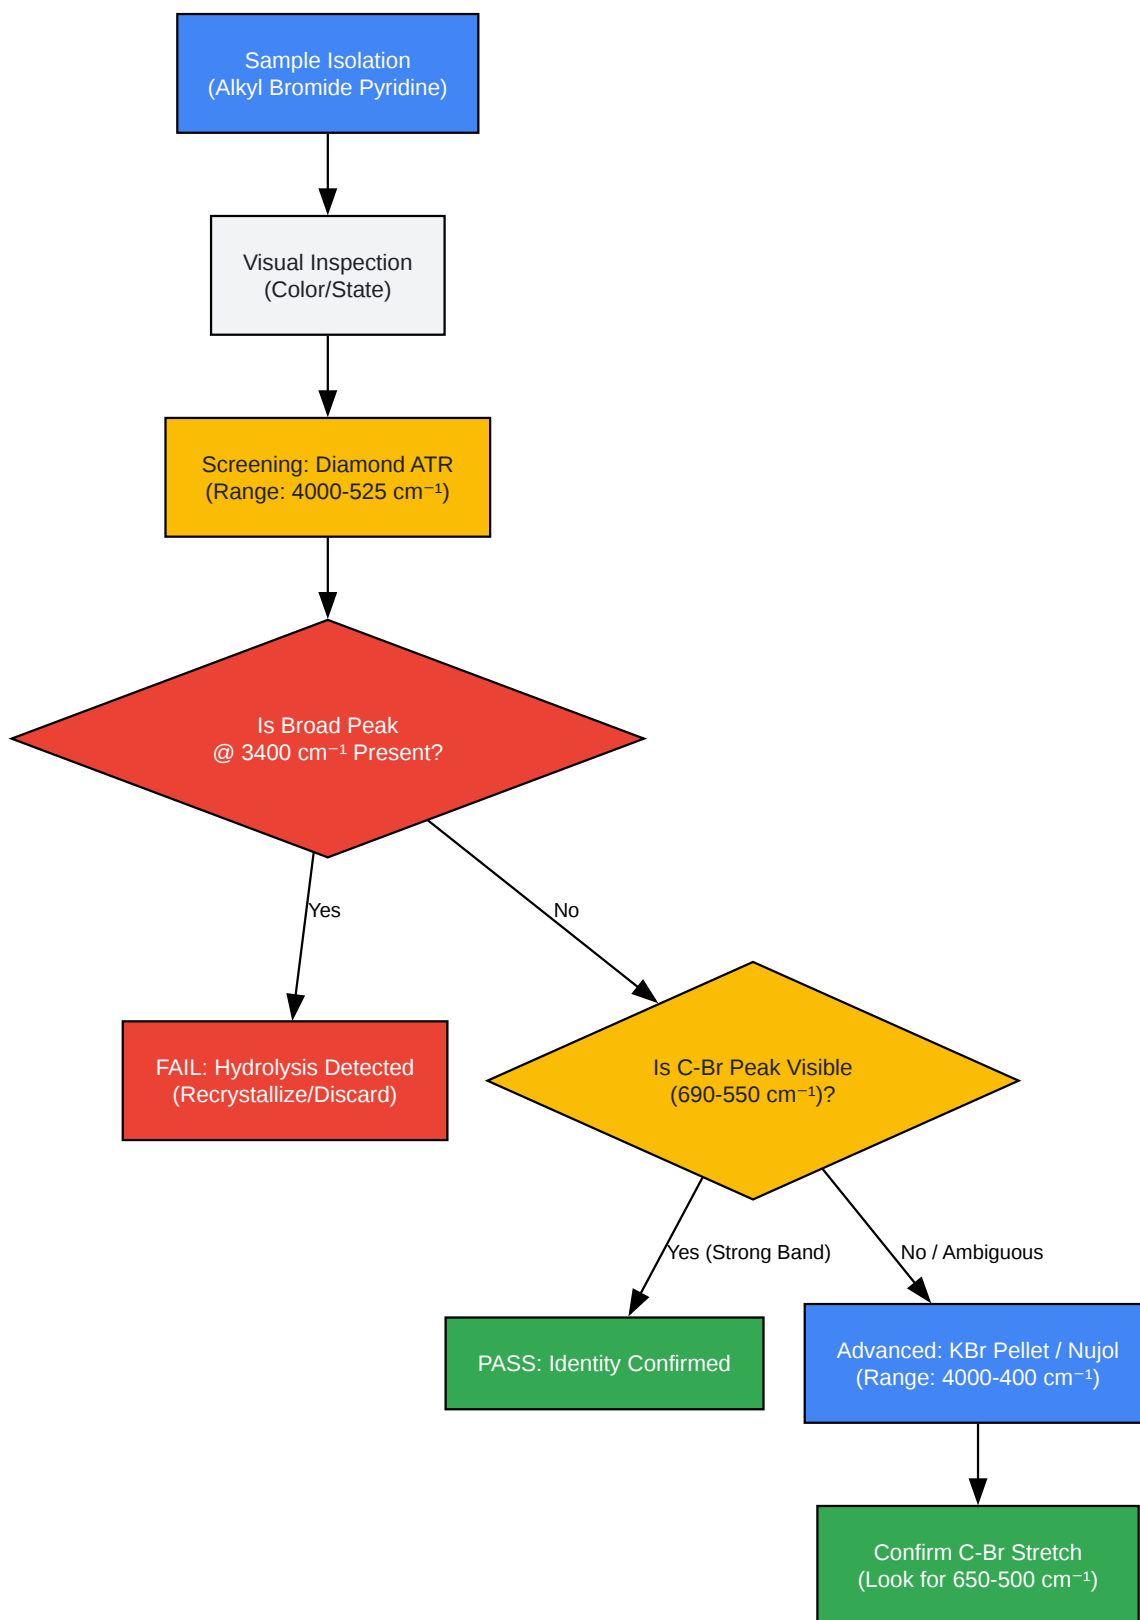 Sample Isolation
(Alkyl Bromide Pyridine)
Visual Inspection
(Color/State)
Screening: Diamond ATR
(Range: 4000-525 cm⁻¹)
Is Broad Peak
@ 3400 cm⁻¹ Present?
Yes
No
FAIL: Hydrolysis Detected
(Recrystallize/Discard)
Is C-Br Peak Visible
(690-550 cm⁻¹)?
Yes (Strong Band)
No / Ambiguous
PASS: Identity Confirmed
Advanced: KBr Pellet / Nujol
(Range: 4000-400 cm⁻¹)
Confirm C-Br Stretch
(Look for 650-500 cm⁻¹)